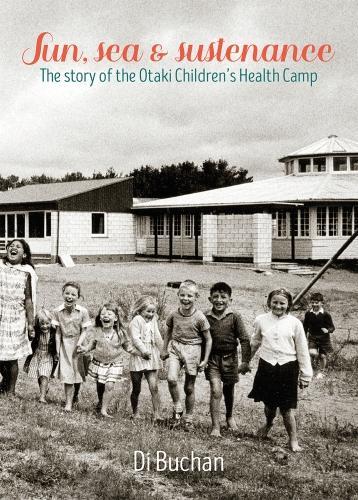 Sun, sea & sustenance
The story of the Otaki Children's Health Camp
Di Buchan